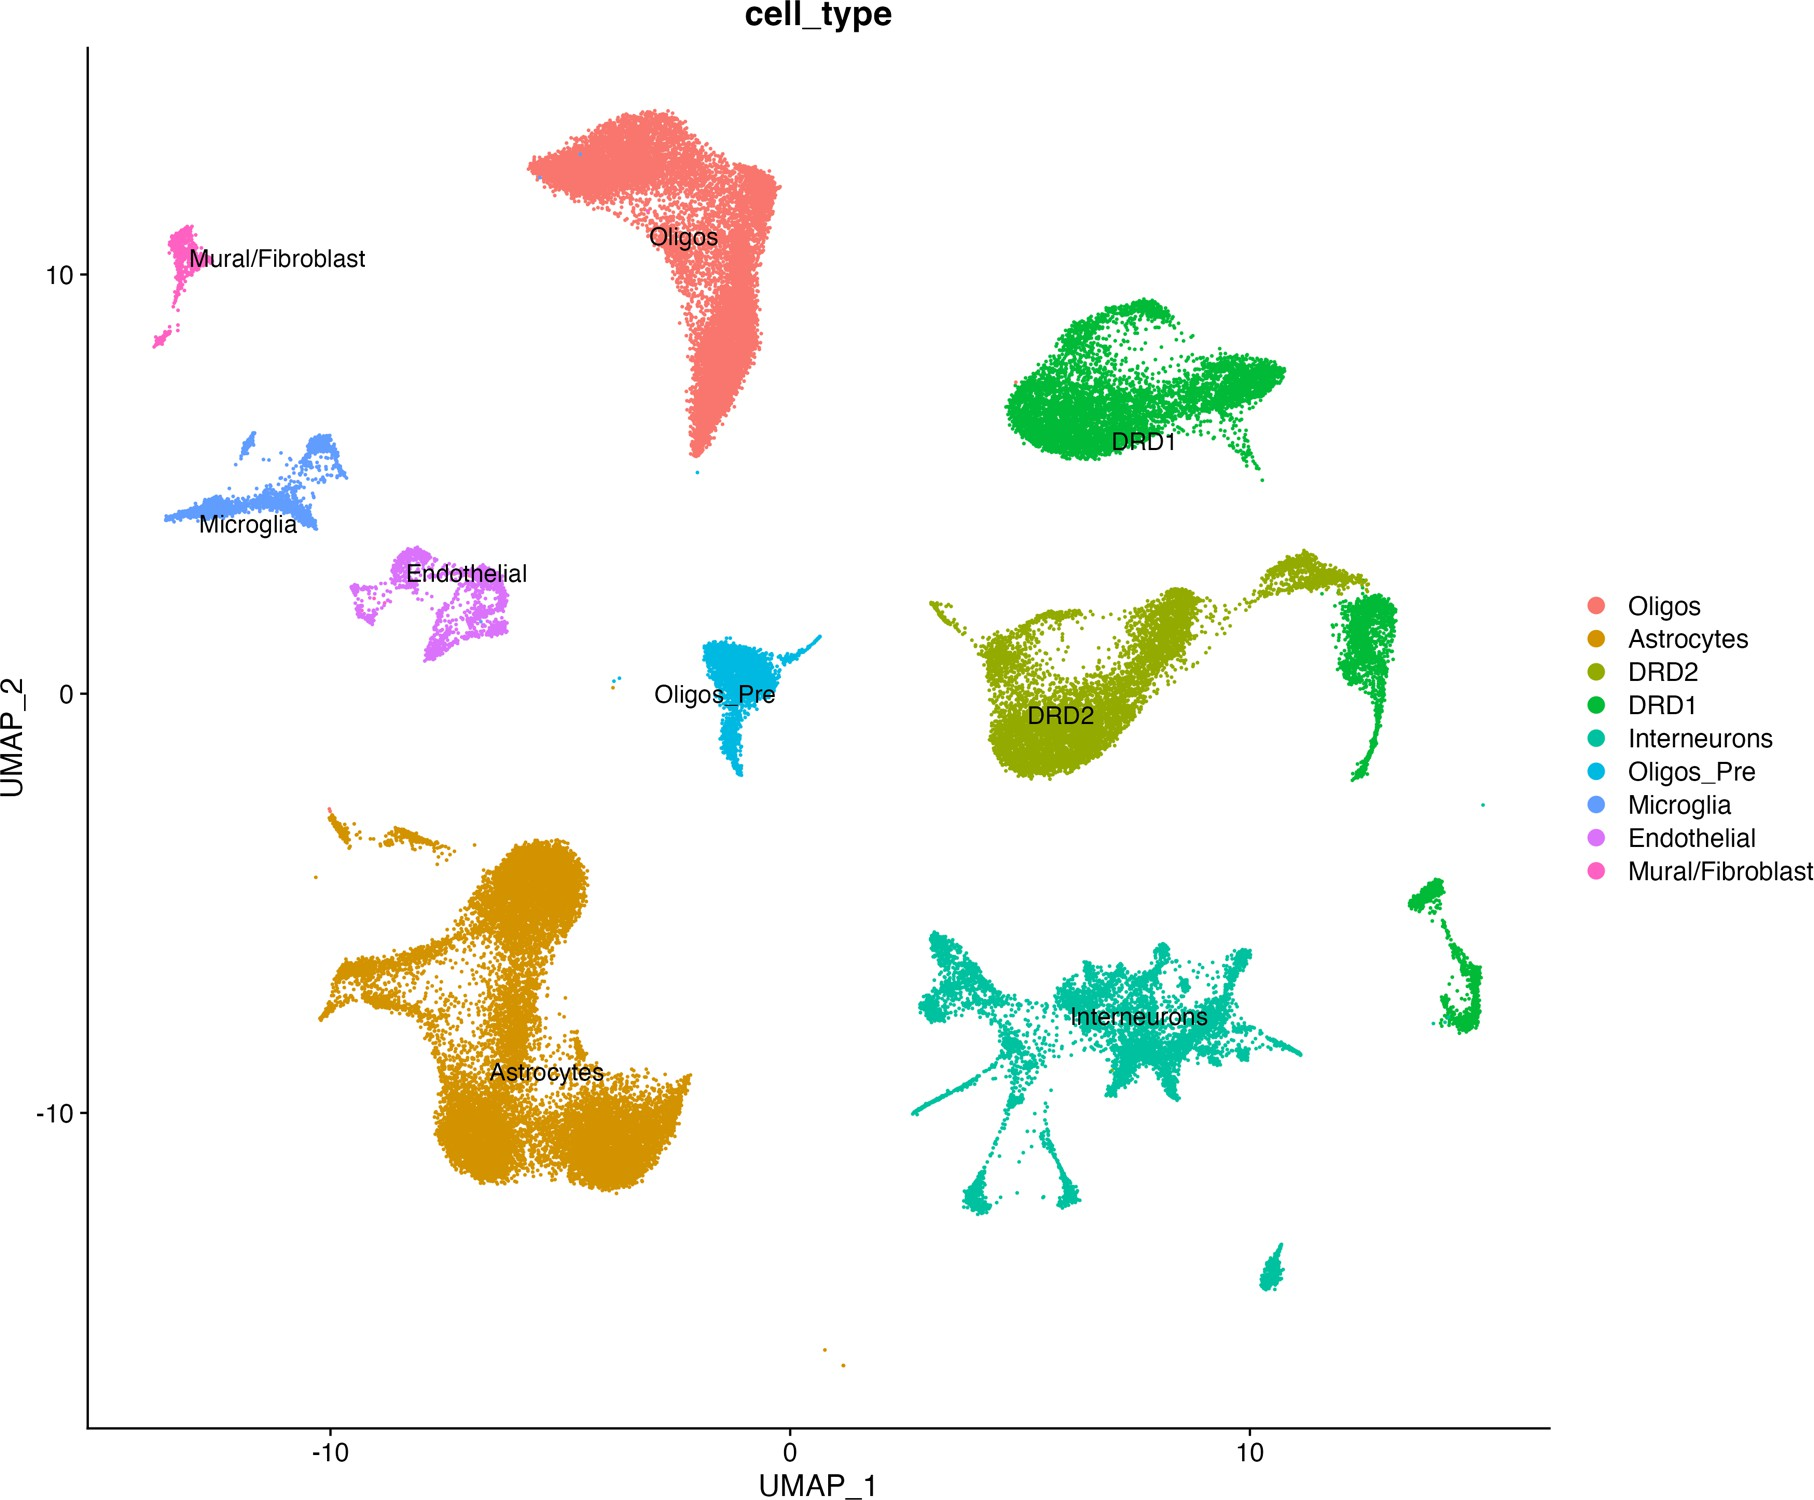 cell_type
Oligos
Mural/Fibroblast
10
DRD1
Microglia
Endothelial
Oligos_Pre
0
DRD2
UMAP_2
Oligos
Astrocytes
DRD2
DRD1
Interneurons
Oligos_Pre
Microglia
Endothelial
Mural/Fibroblast
Interneurons
Astrocytes
-10
-10
0
10
UMAP_1